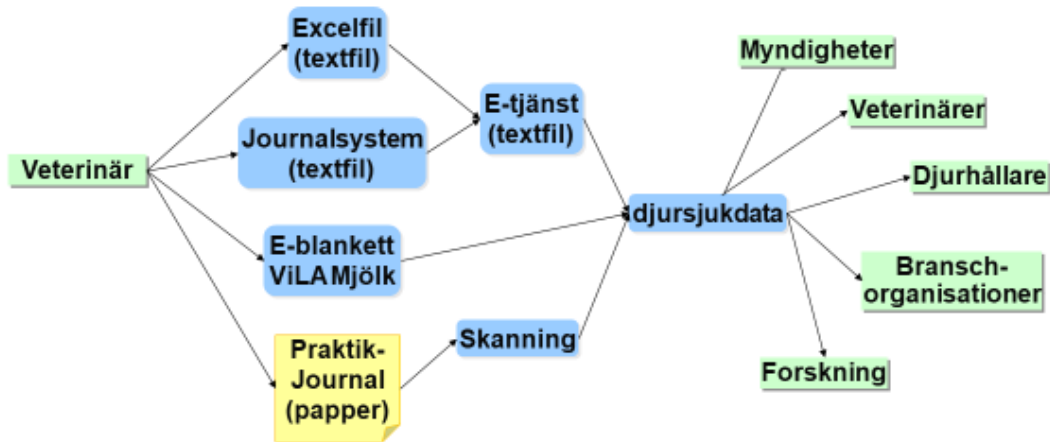 Veterinär
Excelfil
(textfil)
Journalsystem
(textfil)
E-blankett
ViLA Mjölk
Praktik-
Journal
(papper)
E-tjänst
(textfil)
Skanning
djursjukdata
Myndigheter
Veterinärer
Djurhållare
Bransch-
organisationer
Forskning